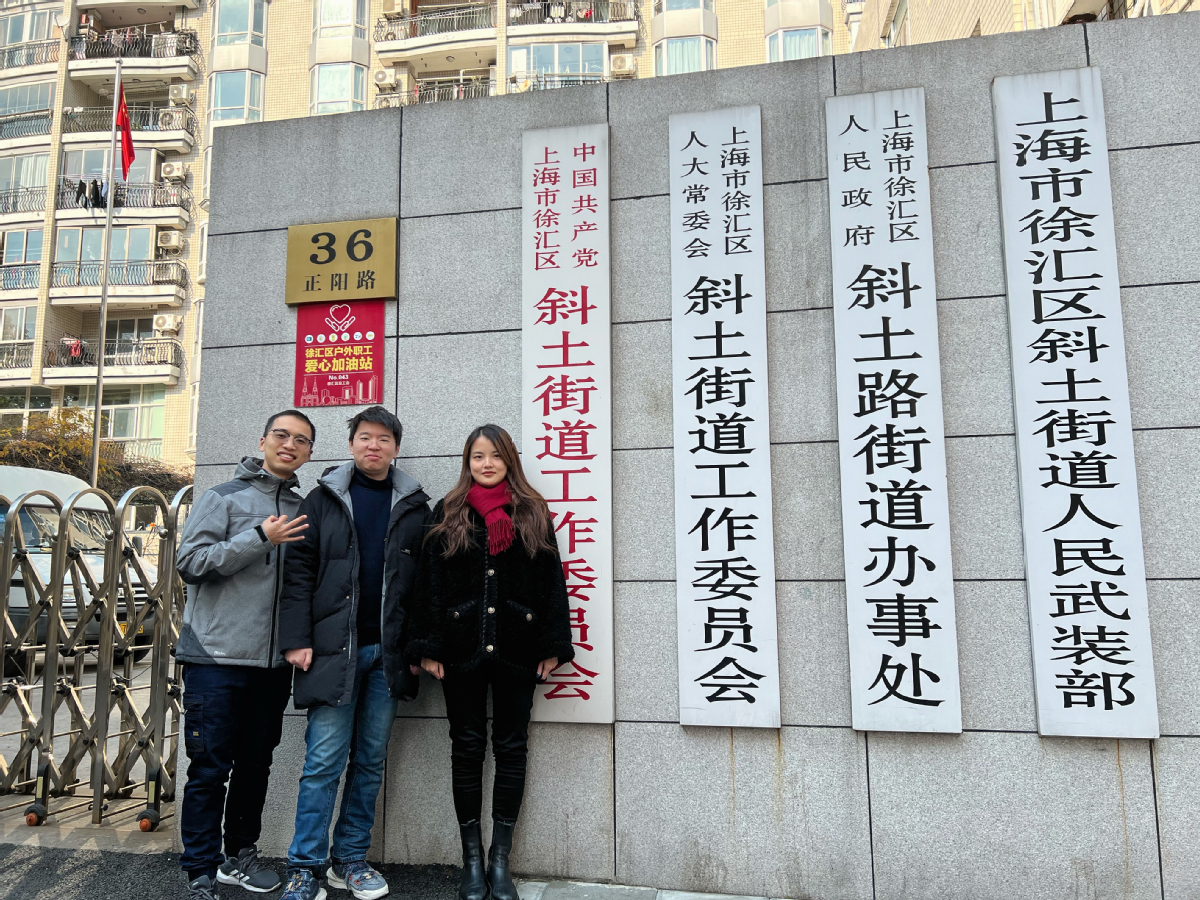 36
正阳路
徐汇区户外职工
爱心加油站
No.043
中国共产党
上海市徐汇区
斜土街道工作委员会
上海市徐汇区
人大常委会
斜土街道工作委员会
上海市徐汇区
人民政府
斜土路街道办事处
上海市徐汇区斜土街道人民武装部